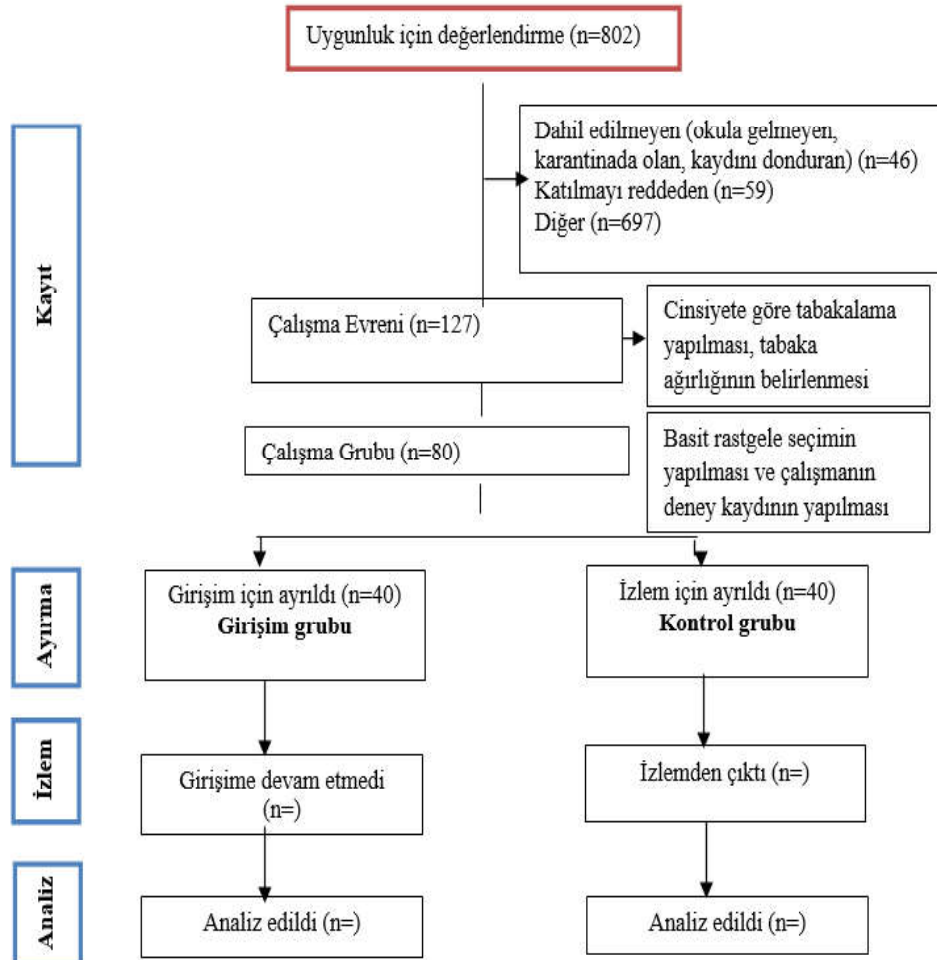 Uygunluk için değerlendirme (n=802)
Kayıt
Dahil edilmeyen (okula gelmeyen,
karantinada olan, kaydını donduran) (n=46)
Katılmayı reddeden (n=59)
Diğer (n=697)
Çalışma Evreni (n=127)
Cinsiyete göre tabakalama
yapılması, tabaka
ağırlığının belirlenmesi
Çalışma Grubu (n=80)
Basit rastgele seçimin
yapılması ve çalışmanın
deney kaydının yapılması
Ayırma
Girişim için ayrıldı (n=40)
Girişim grubu
İzlem için ayrıldı (n=40)
Kontrol grubu
İzlem
Girişime devam etmedi
(n=)
İzlemden çıktı (n=)
Analiz
Analiz edildi (n=)
Analiz edildi (n=)